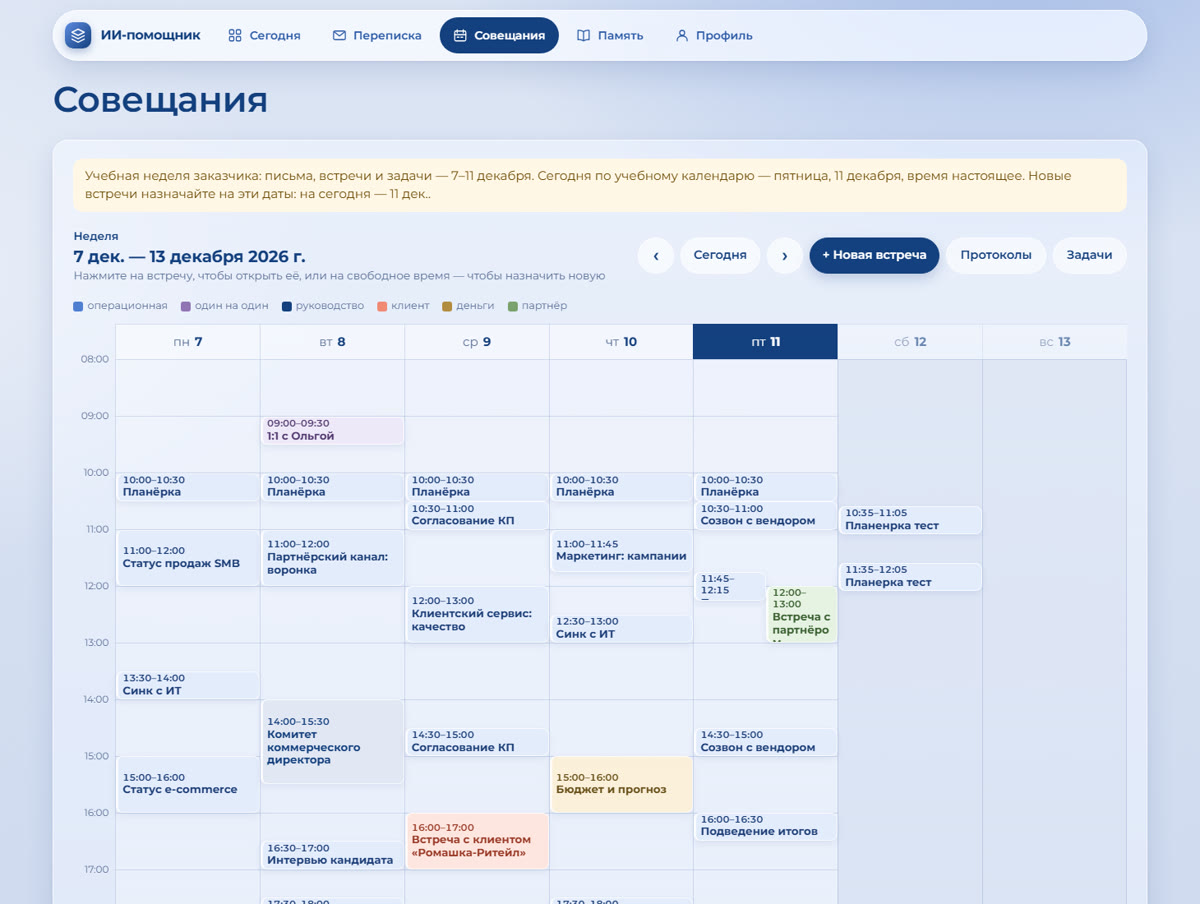 ИИ-помощник
Сегодня
Переписка
Совещания
Память
Профиль
Совещания
Учебная неделя заказчика: письма, встречи и задачи — 7–11 декабря. Сегодня по учебному календарю — пятница, 11 декабря, время настоящее. Новые
встречи назначайте на эти даты: на сегодня — 11 дек..
Неделя
7 дек. — 13 декабря 2026 г.
Нажмите на встречу, чтобы открыть её, или на свободное время — чтобы назначить новую
‹
Сегодня
›
+ Новая встреча
Протоколы
Задачи
операционная
один на один
руководство
клиент
деньги
партнёр
пн 7
вт 8
ср 9
чт 10
пт 11
сб 12
вс 13
08:00
09:00
09:00–09:30
1:1 с Ольгой
10:00
10:00–10:30
Планёрка
10:00–10:30
Планёрка
10:00–10:30
Планёрка
10:00–10:30
Планёрка
10:00–10:30
Планёрка
10:30–11:00
Согласование КП
10:30–11:00
Созвон с вендором
10:35–11:05
Планенрка тест
11:00
11:00–12:00
Статус продаж SMB
11:00–12:00
Партнёрский канал:
воронка
11:00–11:45
Маркетинг: кампании
11:45–
12:15
11:35–12:05
Планерка тест
12:00
12:00–13:00
Клиентский сервис:
качество
12:30–13:00
Синк с ИТ
12:00–
13:00
Встреча с
партнёро
13:00
13:30–14:00
Синк с ИТ
14:00
14:00–15:30
Комитет
коммерческого
директора
14:30–15:00
Согласование КП
14:30–15:00
Созвон с вендором
15:00
15:00–16:00
Статус e-commerce
15:00–16:00
Бюджет и прогноз
16:00
16:00–17:00
Встреча с клиентом
«Ромашка-Ритейл»
16:00–16:30
Подведение итогов
16:30–17:00
Интервью кандидата
17:00
17:30–18:00
17:30–18:00